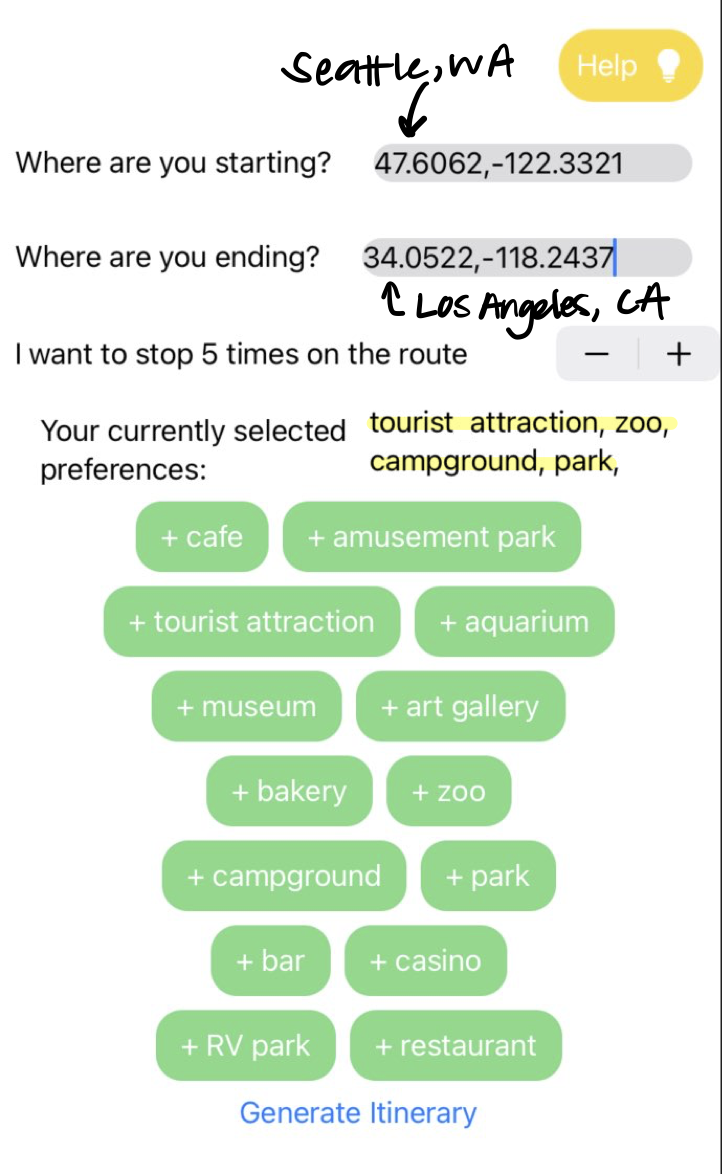 Seattle, WA
Help
Where are you starting? 47.6062,-122.3321
Where are you ending? 34.0522,-118.2437
Los Angeles, CA
I want to stop 5 times on the route − +
Your currently selected preferences:
tourist attraction, zoo,
campground, park,
+ cafe + amusement park
+ tourist attraction + aquarium
+ museum + art gallery
+ bakery + zoo
+ campground + park
+ bar + casino
+ RV park + restaurant
Generate Itinerary